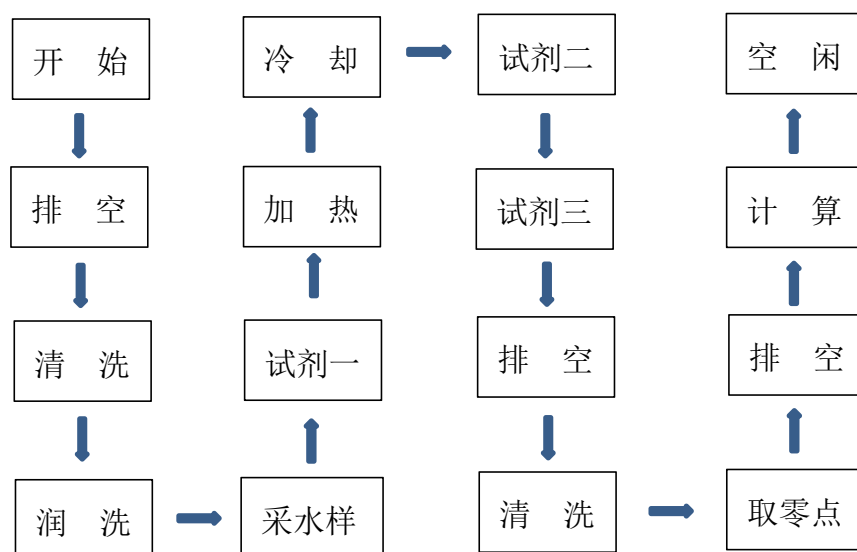 开 始
排 空
清 洗
润 洗
采水样
试剂一
加 热
冷 却
试剂二
试剂三
排 空
清 洗
取零点
排 空
计 算
空 闲